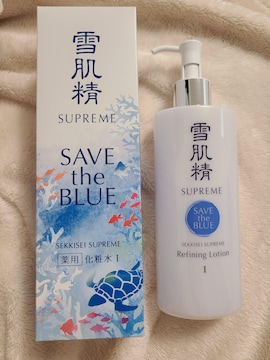 雪肌精
SUPREME
SAVE
the
BLUE
SEKKISEI SUPREME
薬用 化粧水 I
雪肌精
SUPREME
SAVE
the
BLUE
SEKKISEI SUPREME
Refining Lotion
I